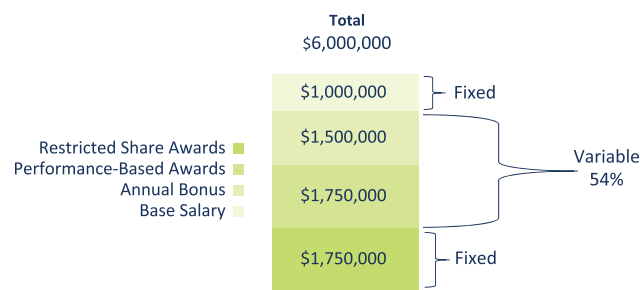 Total
$6,000,000
$1,000,000
Fixed
$1,500,000
Restricted Share Awards
Performance-Based Awards
Annual Bonus
Base Salary
Variable
54%
$1,750,000
$1,750,000
Fixed